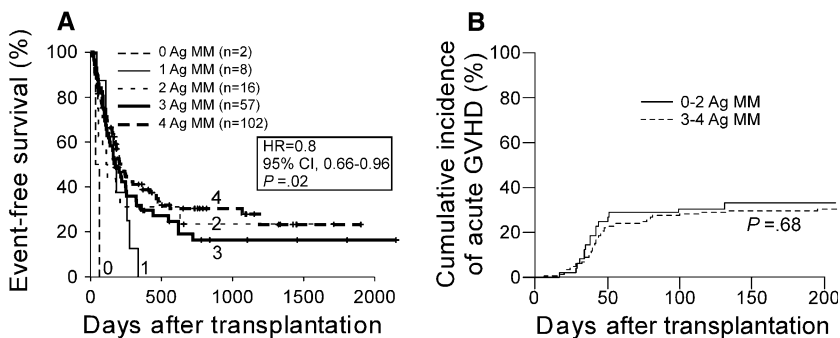 A
Event-free survival (%)
100
80
60
40
20
0
0 Ag MM (n=2)
1 Ag MM (n=8)
2 Ag MM (n=16)
3 Ag MM (n=57)
4 Ag MM (n=102)
HR=0.8
95% CI, 0.66-0.96
P =.02
4
2
3
0
1
0 500 1000 1500 2000
Days after transplantation
B
Cumulative incidence
of acute GVHD (%)
100
80
60
40
20
0
0-2 Ag MM
3-4 Ag MM
P =.68
0 50 100 150 200
Days after transplantation